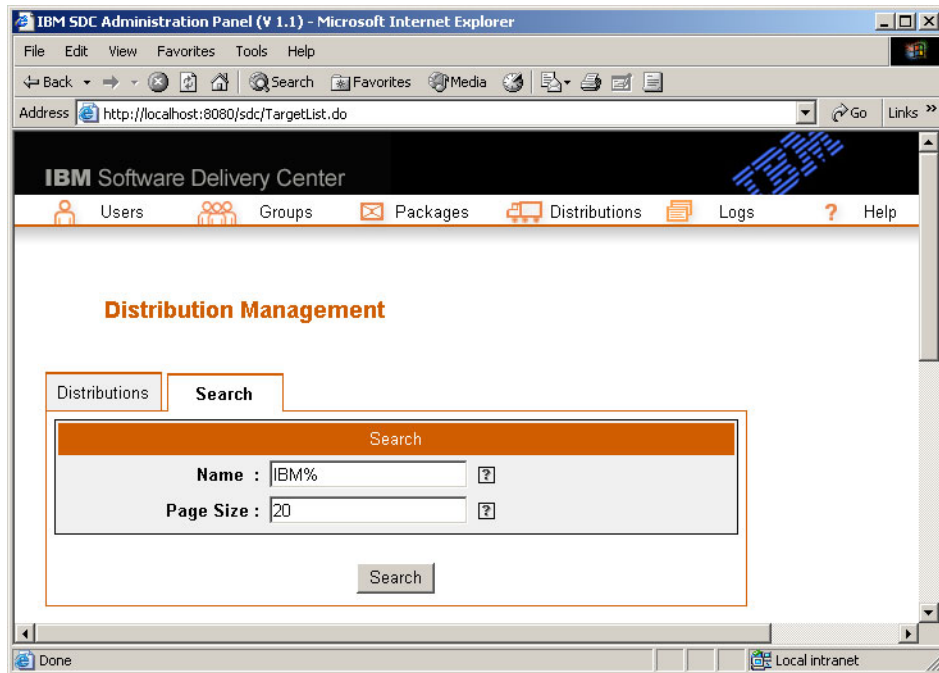 IBM SDC Administration Panel (V 1.1) - Microsoft Internet Explorer
File Edit View Favorites Tools Help
Back Search Favorites Media
Address http://localhost:8080/sdc/TargetList.do Go Links »
IBM Software Delivery Center IBM
Users Groups Packages Distributions Logs ? Help
Distribution Management
Distributions Search
Search
Name : IBM% ?
Page Size : 20 ?
Search
Done Local intranet